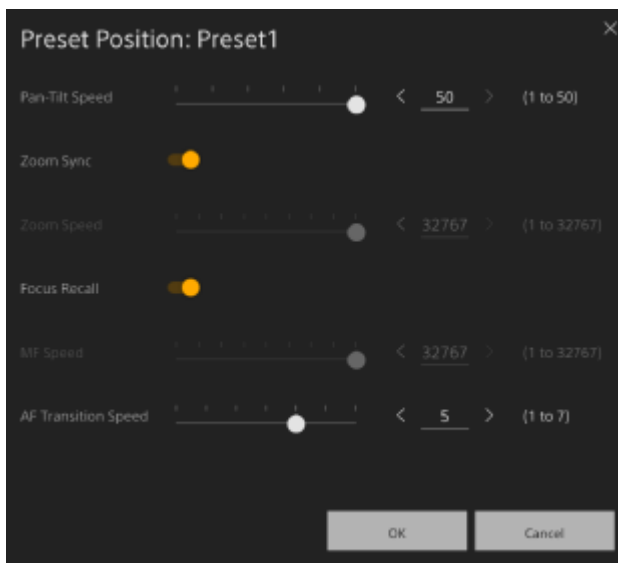 Preset Position: Preset1
Pan-Tilt Speed < 50 > (1 to 50)
Zoom Sync
Zoom Speed < 32767 > (1 to 32767)
Focus Recall
MF Speed < 32767 > (1 to 32767)
AF Transition Speed < 5 > (1 to 7)
OK Cancel